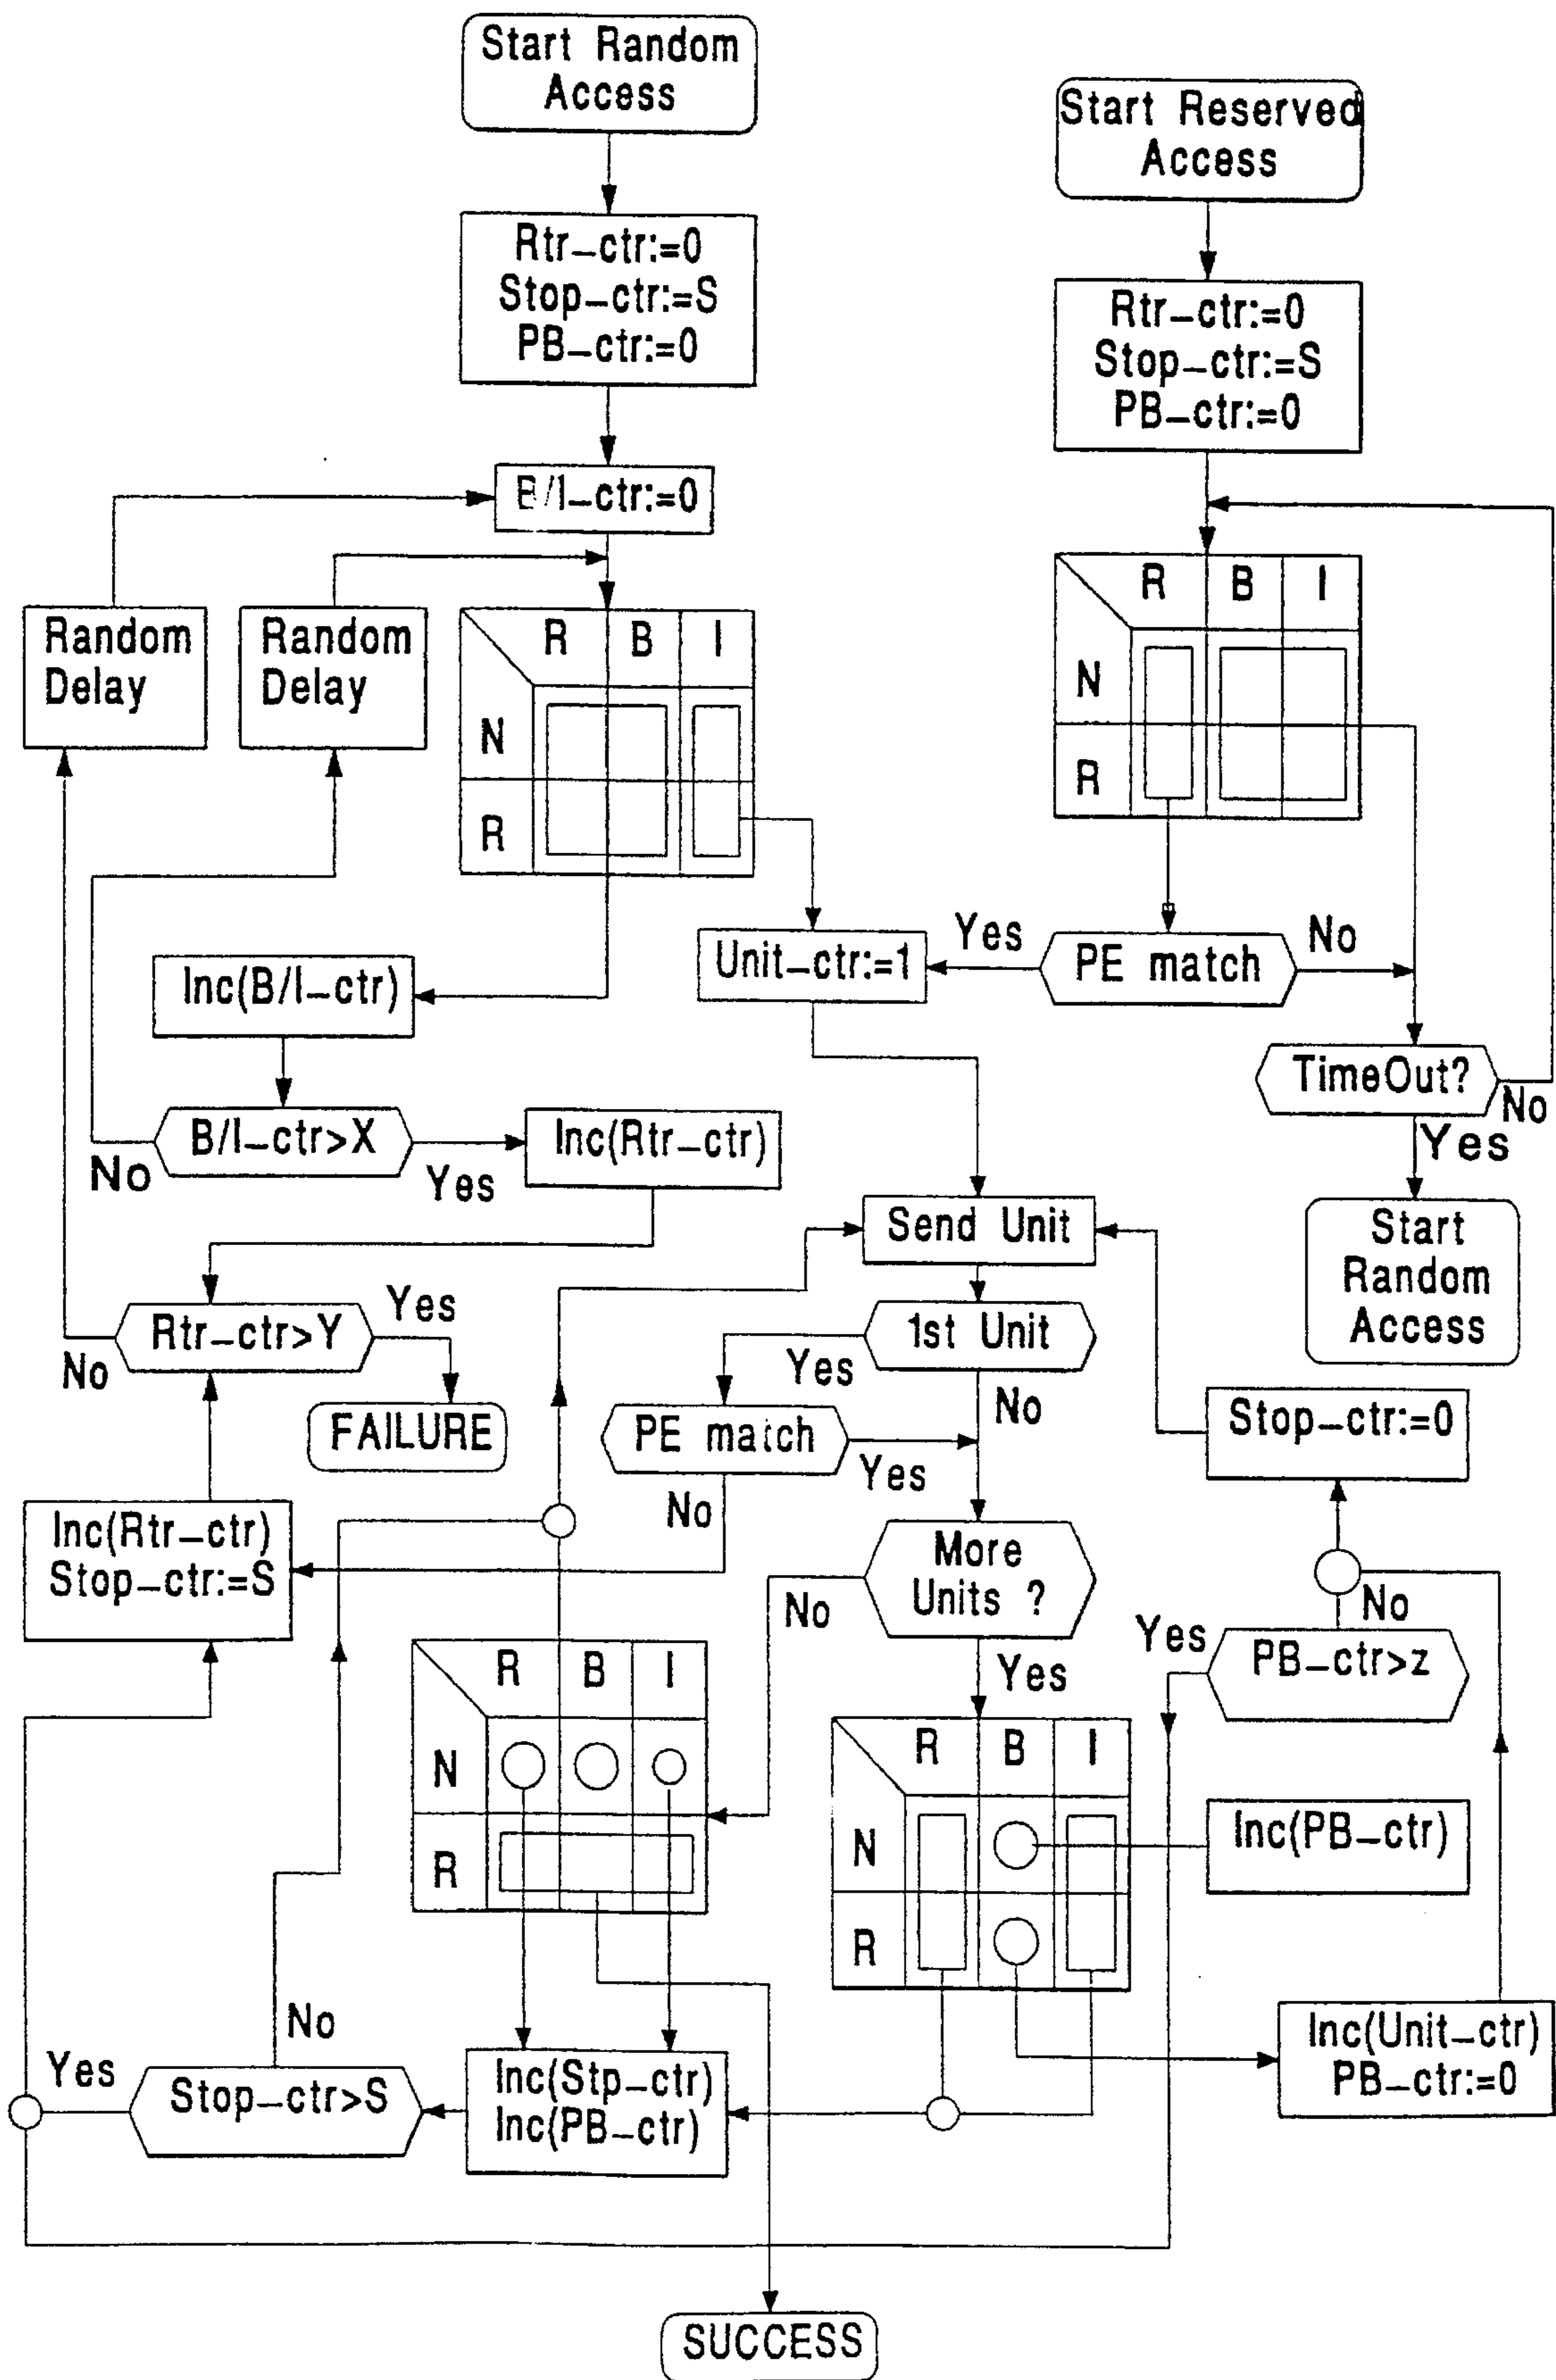 Start Random
Access
Start Reserved
Access
Rtr-ctr:=0
Stop-ctr:=S
PB-ctr:=0
Rtr-ctr:=0
Stop-ctr:=S
PB-ctr:=0
B/I-ctr:=0
Random
Delay
Random
Delay
R B I
N
R
R B I
N
R
Unit-ctr:=1
Yes
PE match
No
Inc(B/I-ctr)
TimeOut?
No
Yes
B/I-ctr>X
No
Yes
Inc(Rtr-ctr)
Send Unit
Start
Random
Access
Rtr-ctr>Y
Yes
No
1st Unit
Yes
No
FAILURE
PE match
Yes
No
Stop-ctr:=0
Inc(Rtr-ctr)
Stop-ctr:=S
More
Units ?
No
Yes
No
Yes
PB-ctr>z
R B I
N
R
R B I
N
R
Inc(PB-ctr)
No
Yes
Stop-ctr>S
Inc(Stp-ctr)
Inc(PB-ctr)
Inc(Unit-ctr)
PB-ctr:=0
SUCCESS